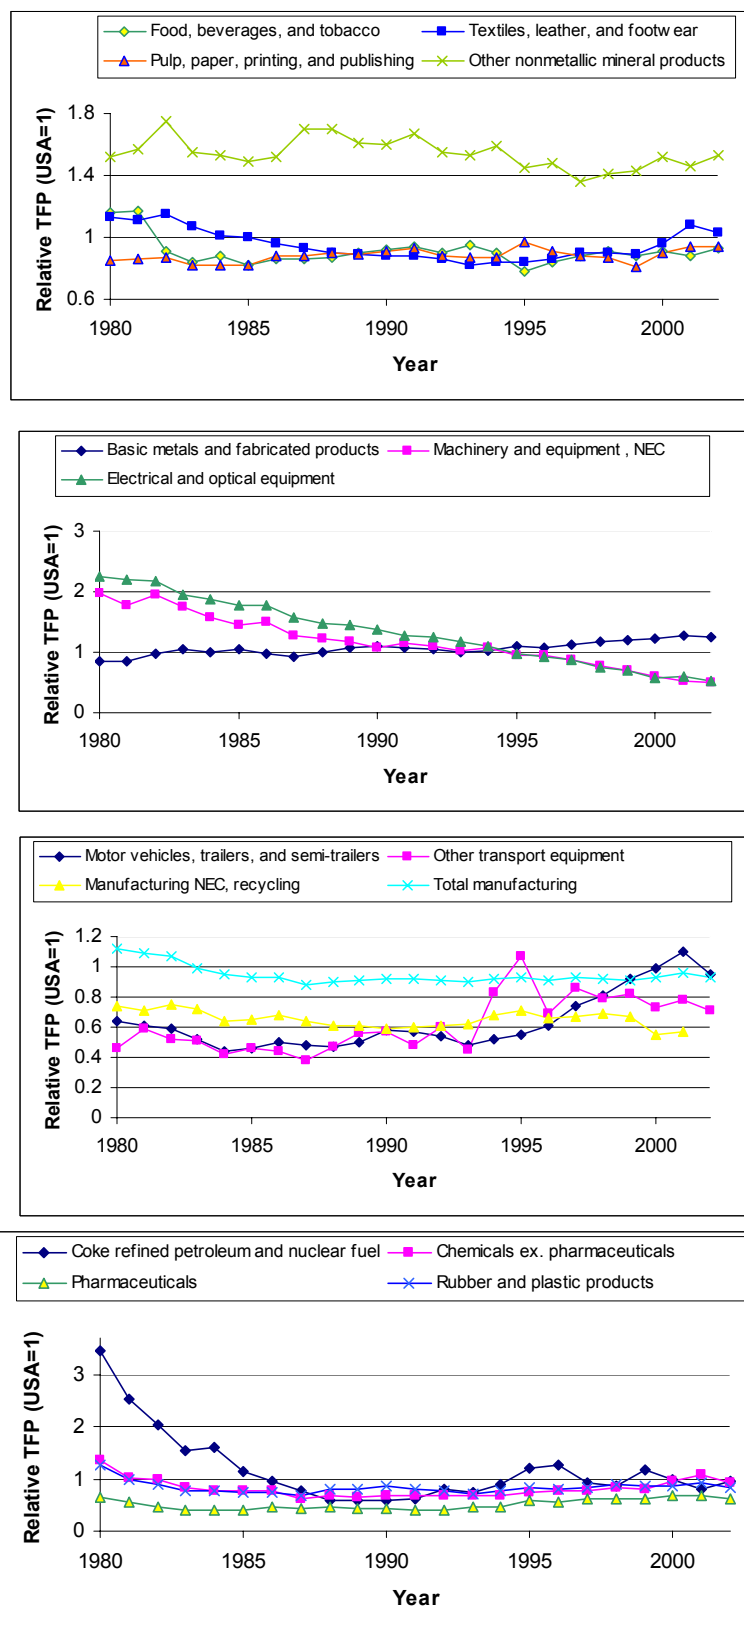 Food, beverages, and tobacco
Textiles, leather, and footwear
Pulp, paper, printing, and publishing
Other nonmetallic mineral products
Relative TFP (USA=1)
1.8
1.4
1
0.6
1980 1985 1990 1995 2000
Year
Basic metals and fabricated products
Machinery and equipment , NEC
Electrical and optical equipment
Relative TFP (USA=1)
3
2
1
0
1980 1985 1990 1995 2000
Year
Motor vehicles, trailers, and semi-trailers
Other transport equipment
Manufacturing NEC, recycling
Total manufacturing
Relative TFP (USA=1)
1.2
1
0.8
0.6
0.4
0.2
0
1980 1985 1990 1995 2000
Year
Coke refined petroleum and nuclear fuel
Chemicals ex. pharmaceuticals
Pharmaceuticals
Rubber and plastic products
Relative TFP (USA=1)
3
2
1
0
1980 1985 1990 1995 2000
Year